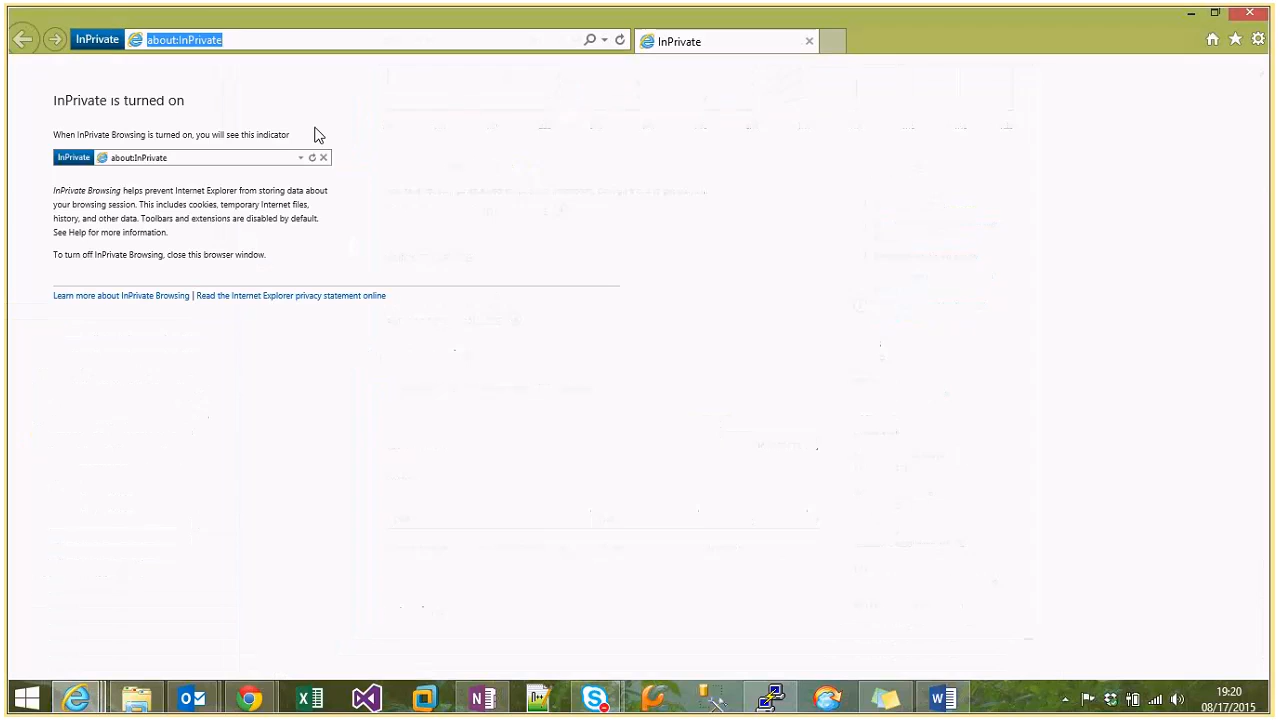 InPrivate about:InPrivate InPrivate
InPrivate is turned on
When InPrivate Browsing is turned on, you will see this indicator
InPrivate about:InPrivate
InPrivate Browsing helps prevent Internet Explorer from storing data about
your browsing session. This includes cookies, temporary Internet files,
history, and other data. Toolbars and extensions are disabled by default.
See Help for more information.
To turn off InPrivate Browsing, close this browser window.
Learn more about InPrivate Browsing | Read the Internet Explorer privacy statement online
19:20
08/17/2015